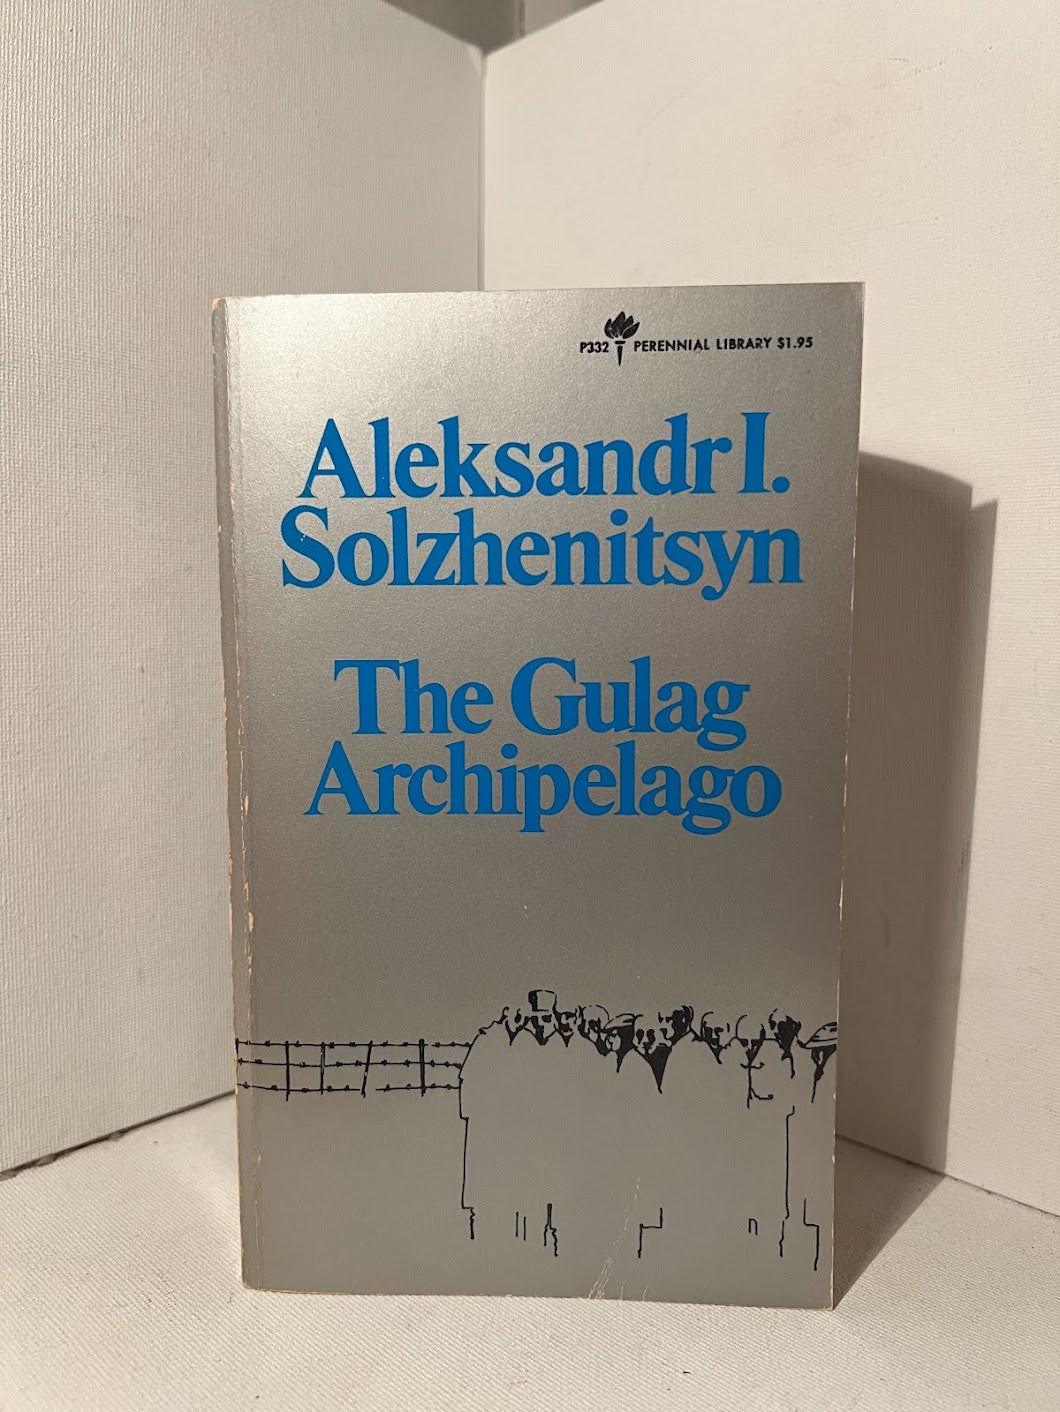 P332 PERENNIAL LIBRARY $1.95
Aleksandr I.
Solzhenitsyn
The Gulag
Archipelago